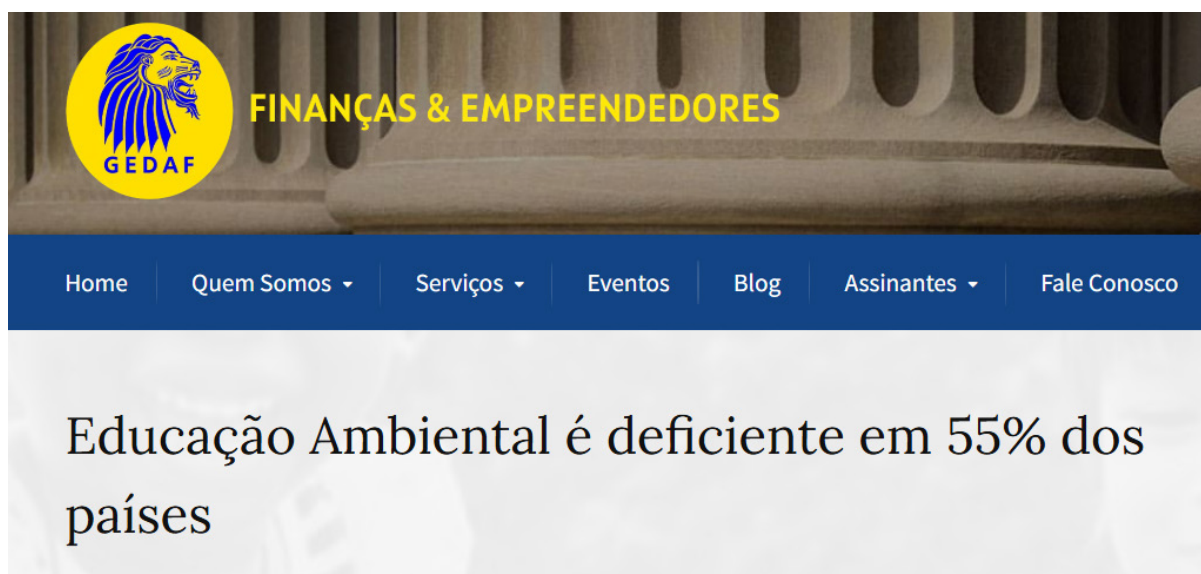 GEDAF
FINANÇAS & EMPREENDEDORES
Home Quem Somos Serviços Eventos Blog Assinantes Fale Conosco
Educação Ambiental é deficiente em 55% dos
países